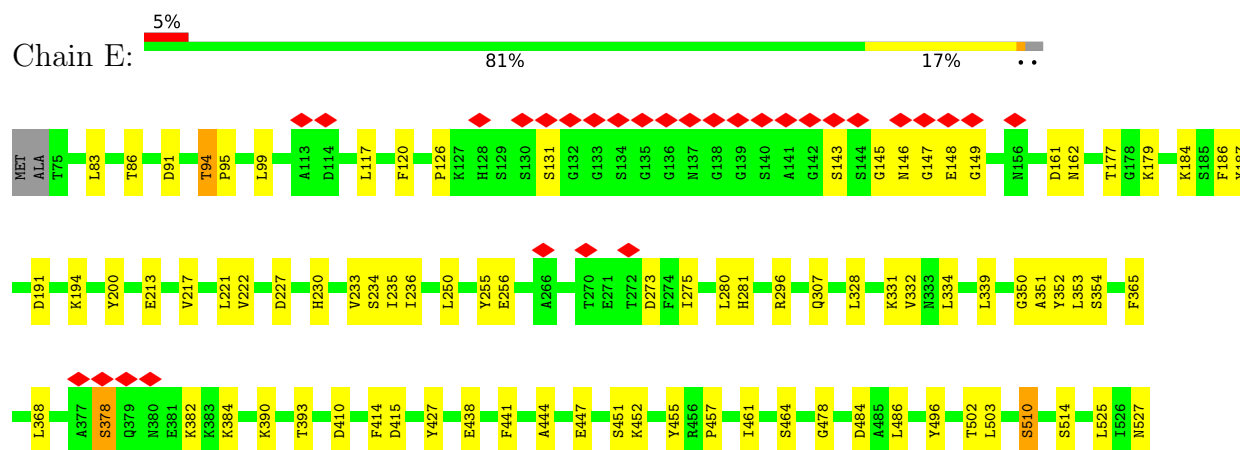 5%
Chain E:
81% 17% • •
MET ALA T75 L83 T86 D91 T94 P95 L99 A113 D114 L117 F120 P126 K127 H128 S129 S130 S131 G132 G133 S134 G135 G136 N137 G138 G139 S140 A141 G142 S143 S144 G145 N146 G147 E148 G149 N156 D161 N162 T177 G178 K179 K184 S185 F186 Y187
D191 K194 Y200 E213 V217 L221 V222 D227 H230 V233 S234 I235 I236 L250 Y255 E256 A266 T270 E271 T272 D273 F274 I275 L280 H281 R296 Q307 L328 K331 V332 N333 L334 L339 G350 A351 Y352 L353 S354 F365
L368 A377 S378 Q379 N380 E381 K382 K383 K384 K390 T393 D410 F414 D415 Y427 E438 F441 A444 E447 S451 K452 Y455 R456 P457 I461 S464 G478 D484 A485 L486 Y496 T502 L503 S510 S514 L525 I526 N527